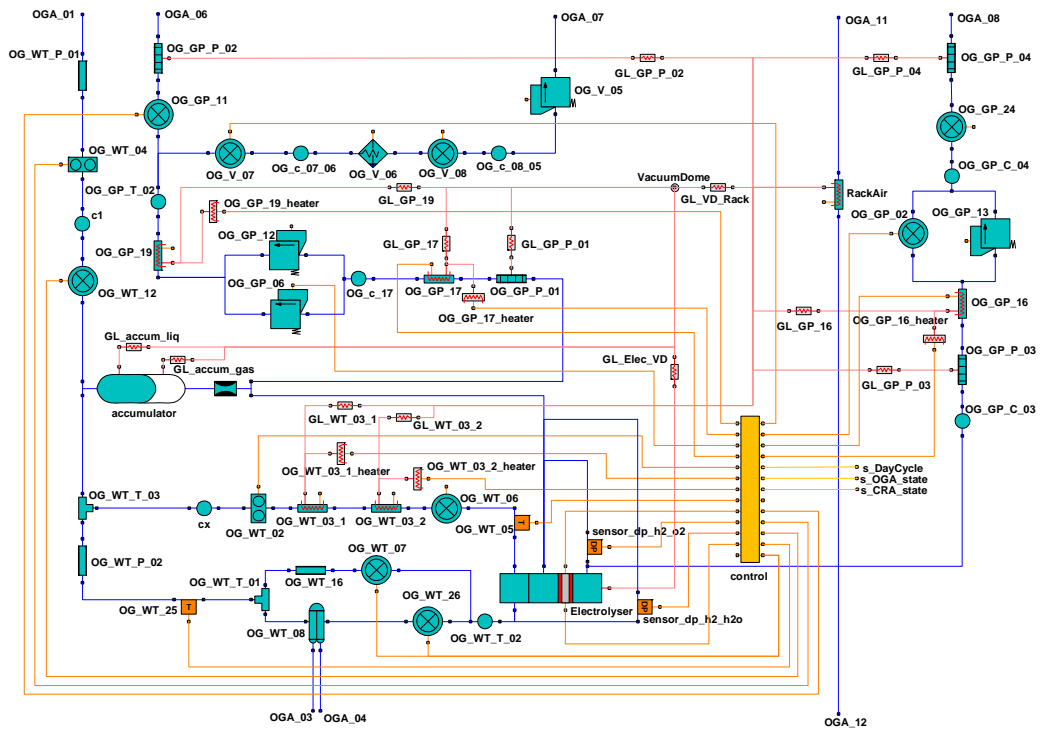 OGA_01
OGA_06
OGA_07
OGA_11
OGA_08
OG_WT_P_01
OG_GP_P_02
GL_GP_P_02
GL_GP_P_04
OG_GP_P_04
OG_V_05
OG_GP_11
OG_GP_24
OG_WT_04
OG_V_07
OG_c_07_06
OG_V_06
OG_V_08
OG_c_08_05
OG_GP_C_04
OG_GP_T_02
VacuumDome
RackAir
GL_GP_19
GL_VD_Rack
OG_GP_19_heater
c1
OG_GP_02
OG_GP_13
OG_GP_12
GL_GP_17
GL_GP_P_01
OG_GP_19
OG_GP_06
OG_c_17
OG_GP_17
OG_GP_P_01
OG_WT_12
OG_GP_16
OG_GP_17_heater
GL_GP_16
OG_GP_16_heater
GL_accum_liq
GL_accum_gas
GL_Elec_VD
OG_GP_P_03
GL_GP_P_03
accumulator
OG_GP_C_03
GL_WT_03_1
GL_WT_03_2
OG_WT_03_1_heater
OG_WT_03_2_heater
s_DayCycle
s_OGA_state
s_CRA_state
OG_WT_T_03
OG_WT_06
cx
OG_WT_02
OG_WT_03_1
OG_WT_03_2
OG_WT_05
T
sensor_dp_h2_o2
DP
OG_WT_P_02
OG_WT_07
control
OG_WT_T_01
OG_WT_16
OG_WT_26
Electrolyser
OG_WT_25
T
DP
sensor_dp_h2_h2o
OG_WT_08
OG_WT_T_02
OGA_03
OGA_04
OGA_12